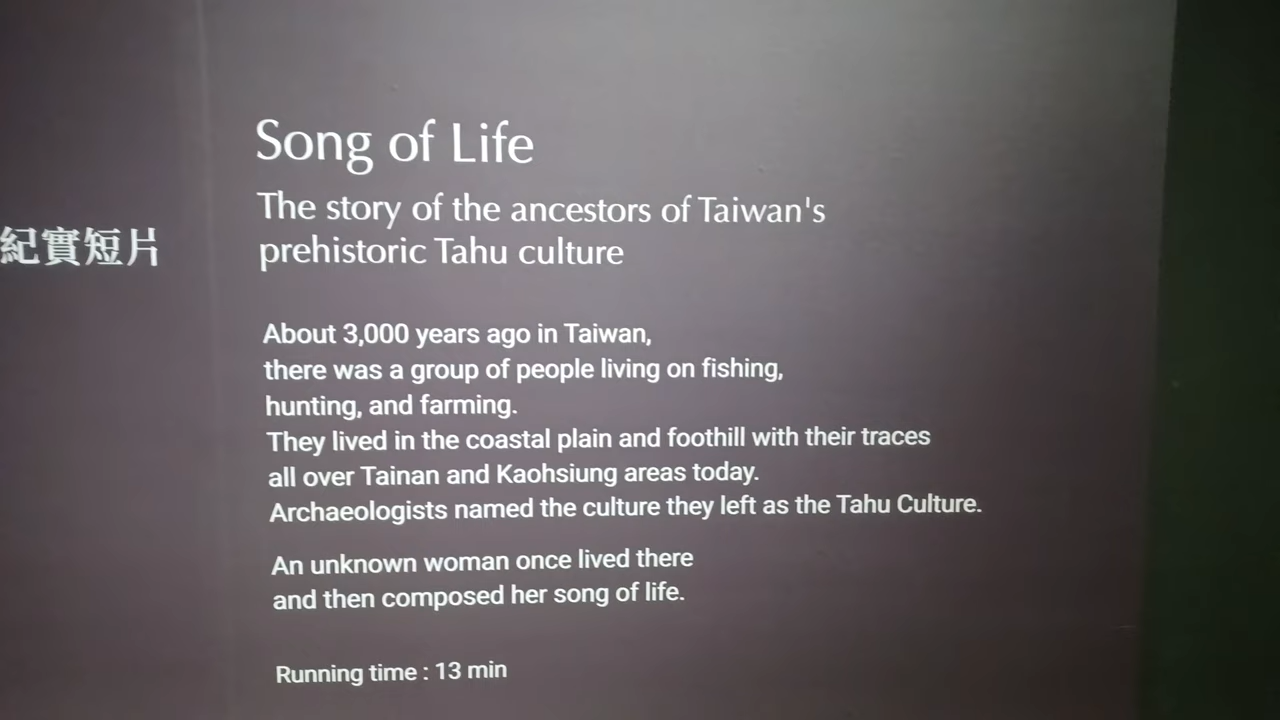 紀實短片
Song of Life
The story of the ancestors of Taiwan's
prehistoric Tahu culture
About 3,000 years ago in Taiwan,
there was a group of people living on fishing,
hunting, and farming.
They lived in the coastal plain and foothill with their traces
all over Tainan and Kaohsiung areas today.
Archaeologists named the culture they left as the Tahu Culture.
An unknown woman once lived there
and then composed her song of life.
Running time : 13 min